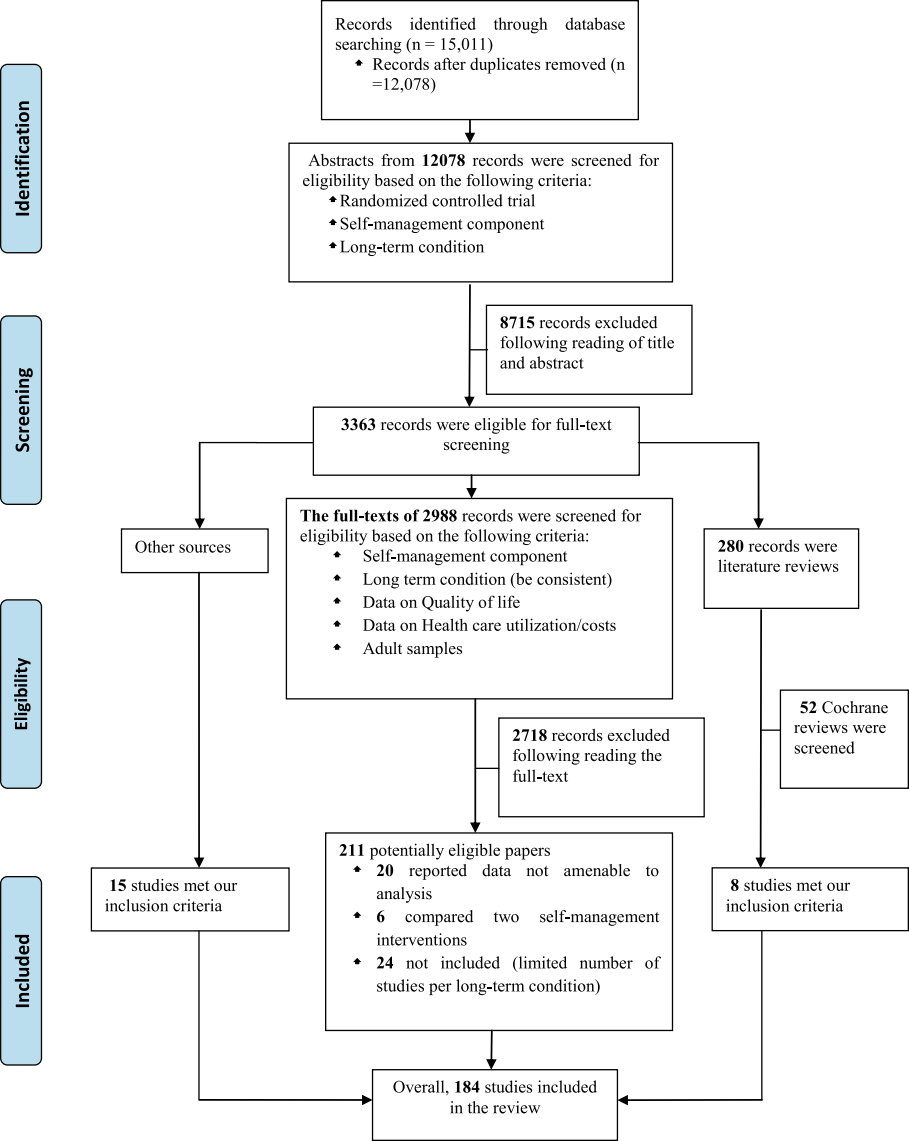 Records identified through database
searching (n = 15,011)
Records after duplicates removed (n
=12,078)
Identification
Abstracts from 12078 records were screened for
eligibility based on the following criteria:
Randomized controlled trial
Self-management component
Long-term condition
8715 records excluded
following reading of title
and abstract
Screening
3363 records were eligible for full-text
screening
Other sources
The full-texts of 2988 records were screened for
eligibility based on the following criteria:
Self-management component
Long term condition (be consistent)
Data on Quality of life
Data on Health care utilization/costs
Adult samples
280 records were
literature reviews
Eligibility
52 Cochrane
reviews were
screened
2718 records excluded
following reading the
full-text
15 studies met our
inclusion criteria
211 potentially eligible papers
20 reported data not amenable to
analysis
6 compared two self-management
interventions
24 not included (limited number of
studies per long-term condition)
8 studies met our
inclusion criteria
Included
Overall, 184 studies included
in the review